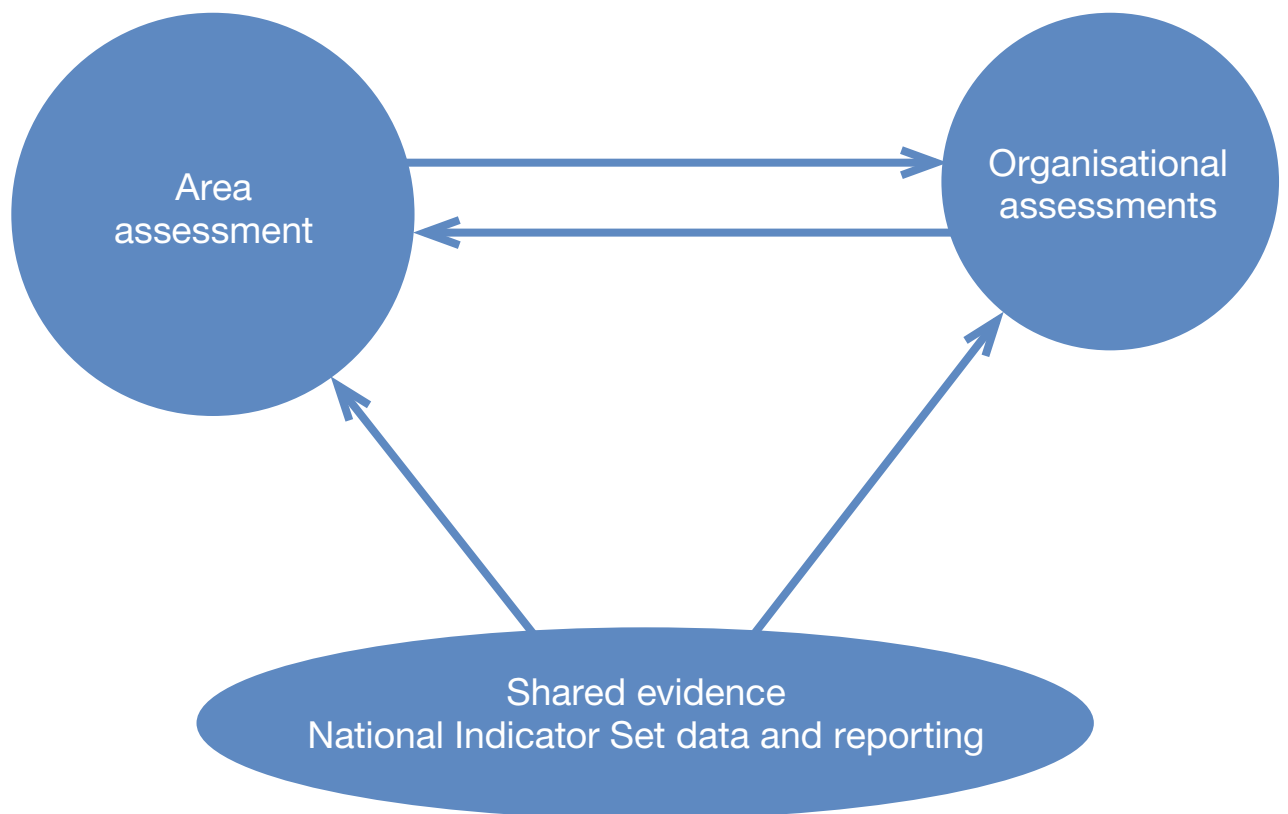 Area
assessment
Organisational
assessments
Shared evidence
National Indicator Set data and reporting